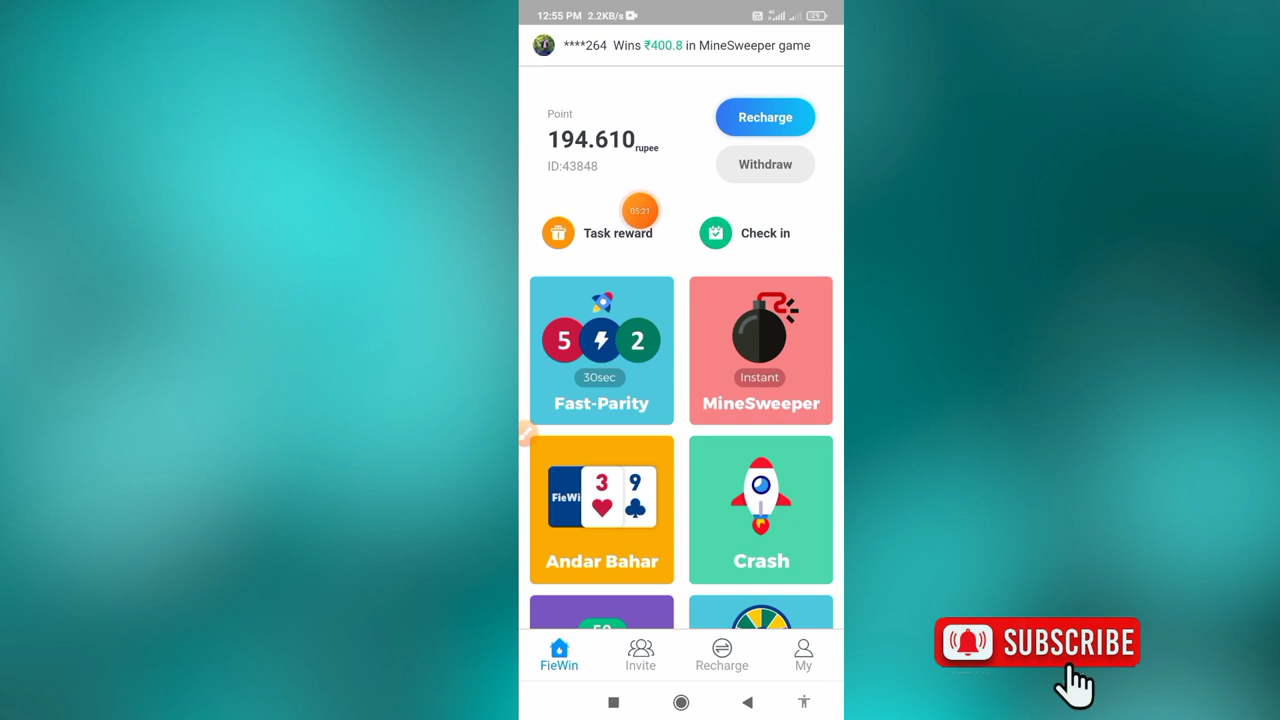 12:55 PM 2.2KB/s
****264 Wins ₹400.8 in MineSweeper game
Point
194.610 rupee
ID:43848
Recharge
Withdraw
05:21
Task reward
Check in
5 2
30sec
Fast-Parity
Instant
MineSweeper
FieWi 3 9
Andar Bahar
Crash
FieWin
Invite
Recharge
My
SUBSCRIBE